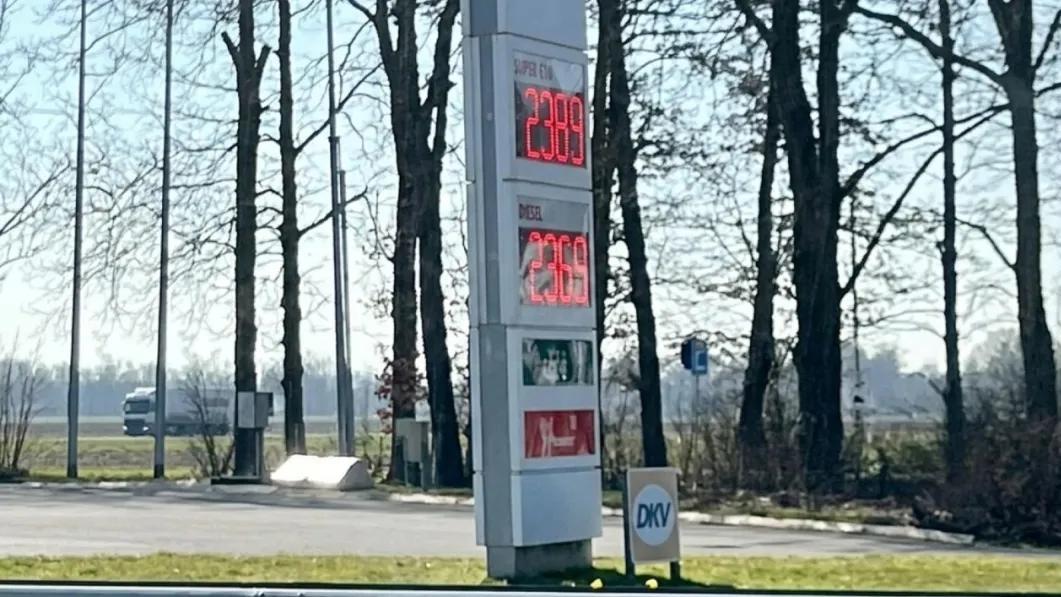 SUPER E10
2389
DIESEL
2369
DKV